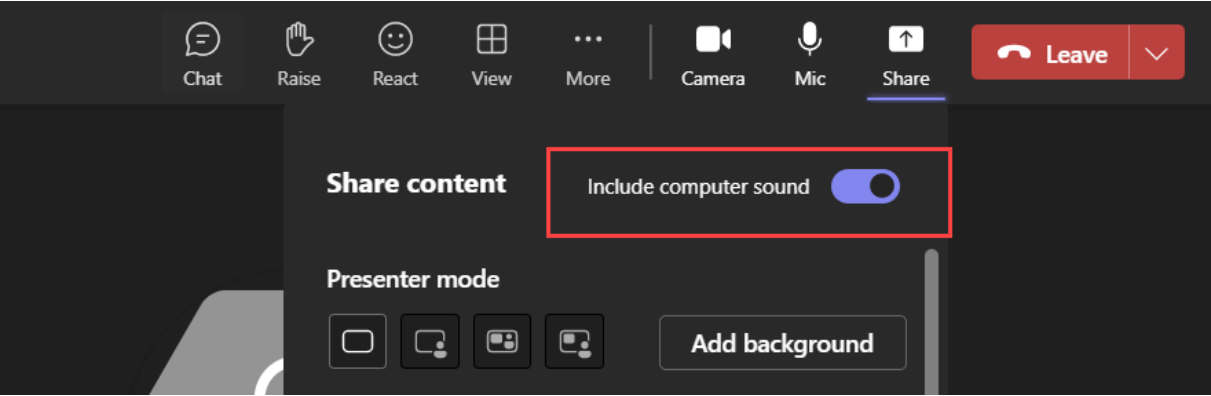 Chat Raise React View More Camera Mic Share Leave
Share content Include computer sound
Presenter mode
Add background